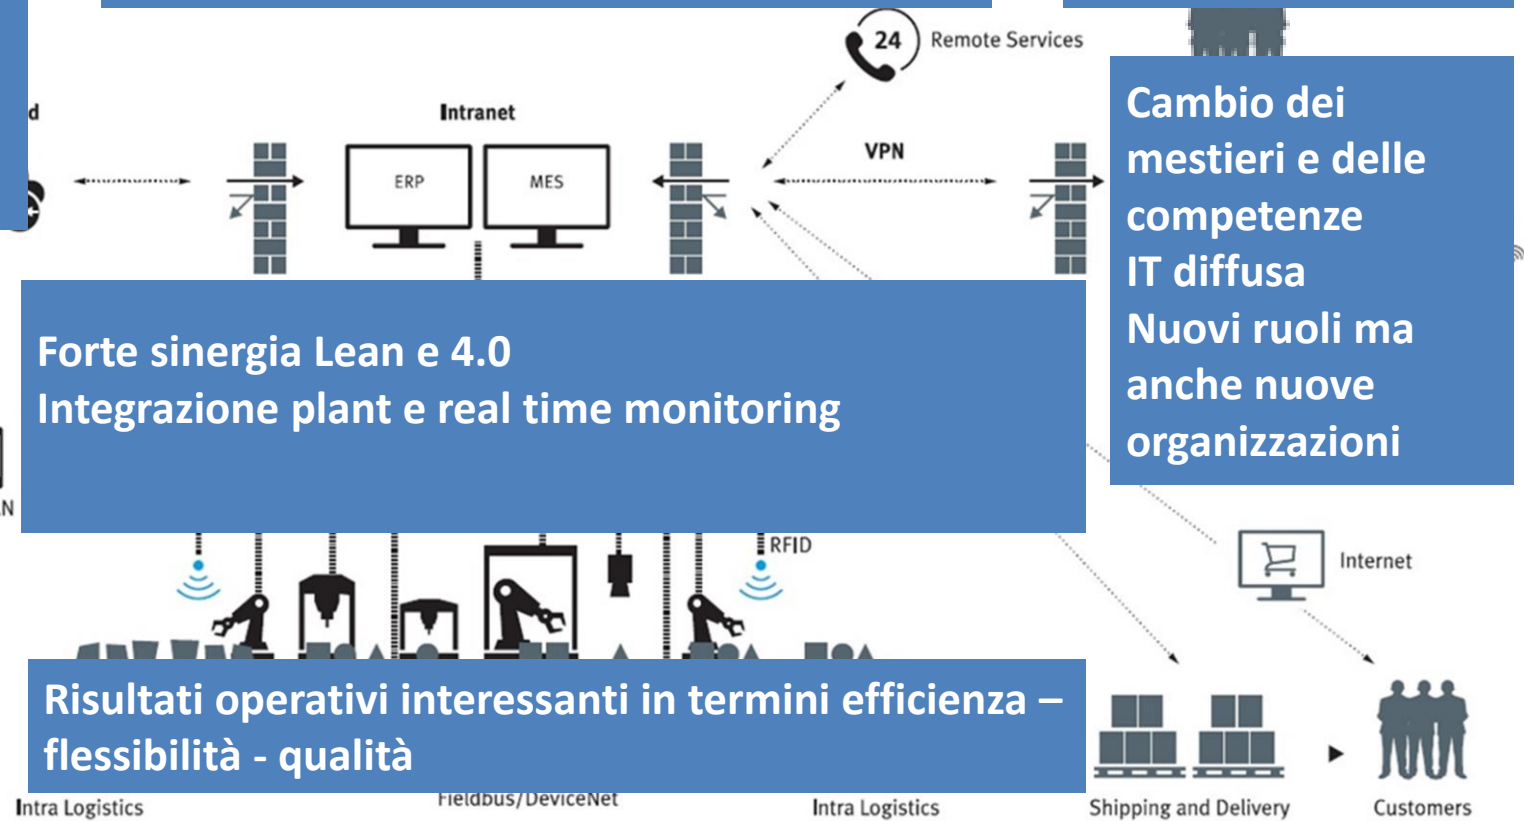 24
Remote Services
Intranet
d
ERP
MES
VPN
Cambio dei
mestieri e delle
competenze
IT diffusa
Nuovi ruoli ma
anche nuove
organizzazioni
Forte sinergia Lean e 4.0
Integrazione plant e real time monitoring
N
RFID
Internet
Risultati operativi interessanti in termini efficienza –
flessibilità - qualità
Intra Logistics
Fieldbus/DeviceNet
Intra Logistics
Shipping and Delivery
Customers